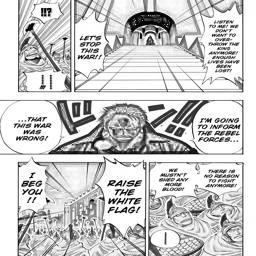 LISTEN TO
ME! WE
DON'T WANT
TO OVER-
THROW
THE KING
ANYMORE!
ENOUGH
LIVES HAVE
BEEN LOST!
LET'S
STOP
THIS
WAR!!
!!?
I'M GOING
TO INFORM
THE REBEL
FORCES...
...THAT
THIS WAR
WAS
WRONG!
THERE IS
NO REASON
TO FIGHT
ANYMORE!
WE
MUSTN'T
SHED ANY
MORE
BLOOD!
RAISE
THE
WHITE
FLAG!
I
BEG
YOU!!